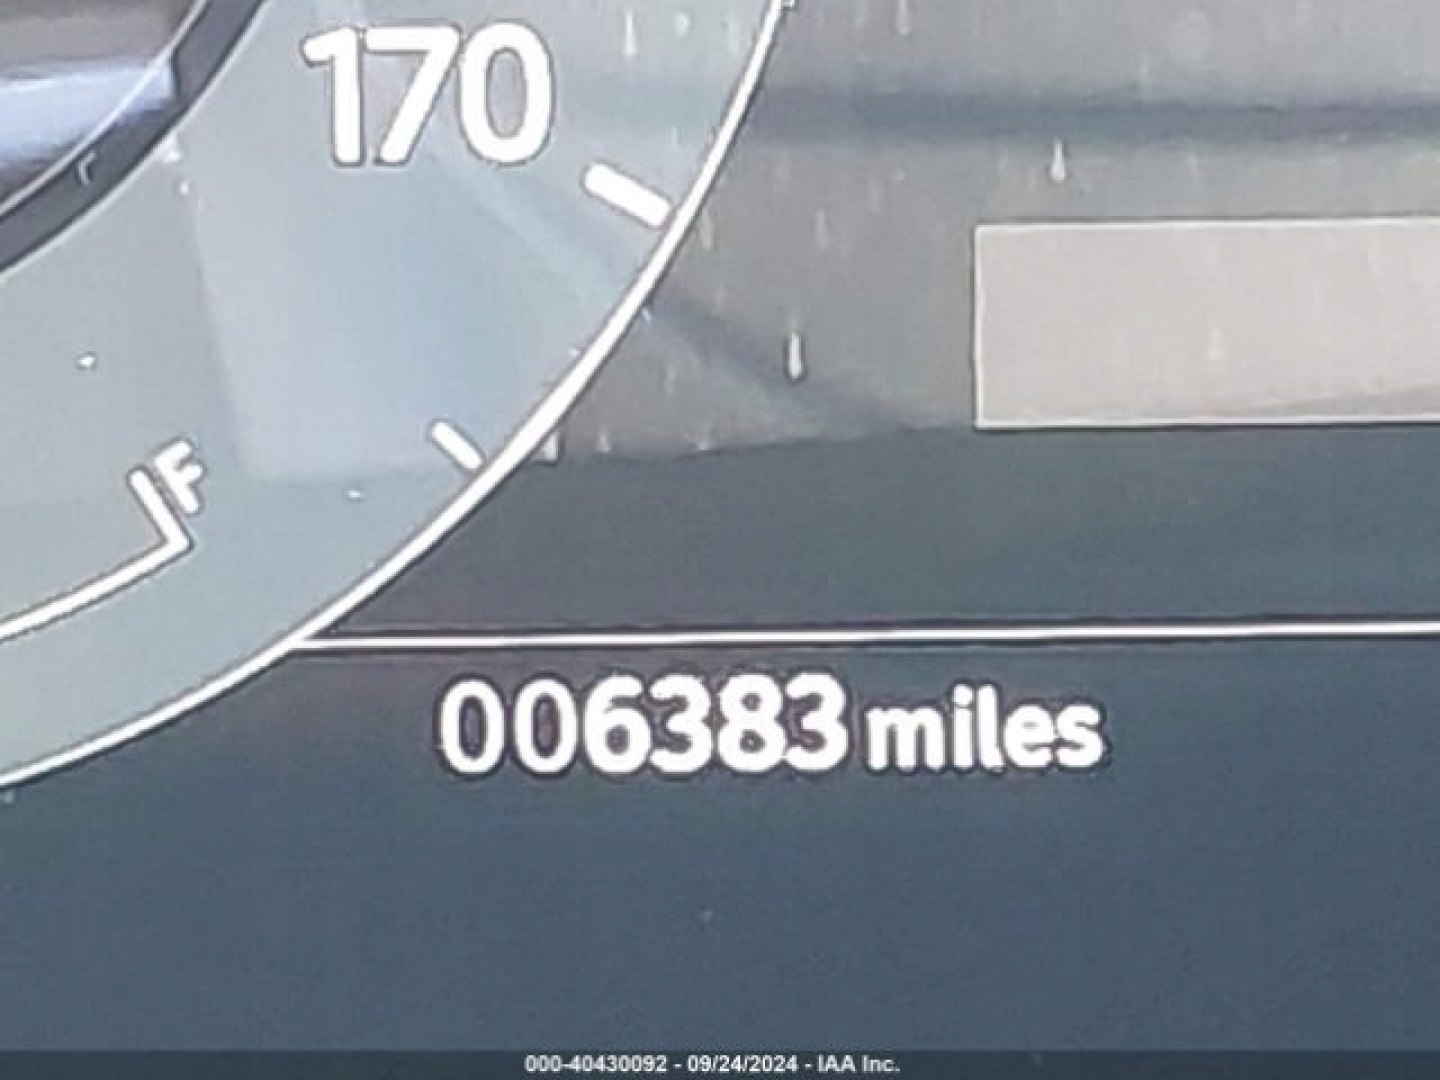 170
F
006383 miles
000-40430092 - 09/24/2024 - IAA Inc.